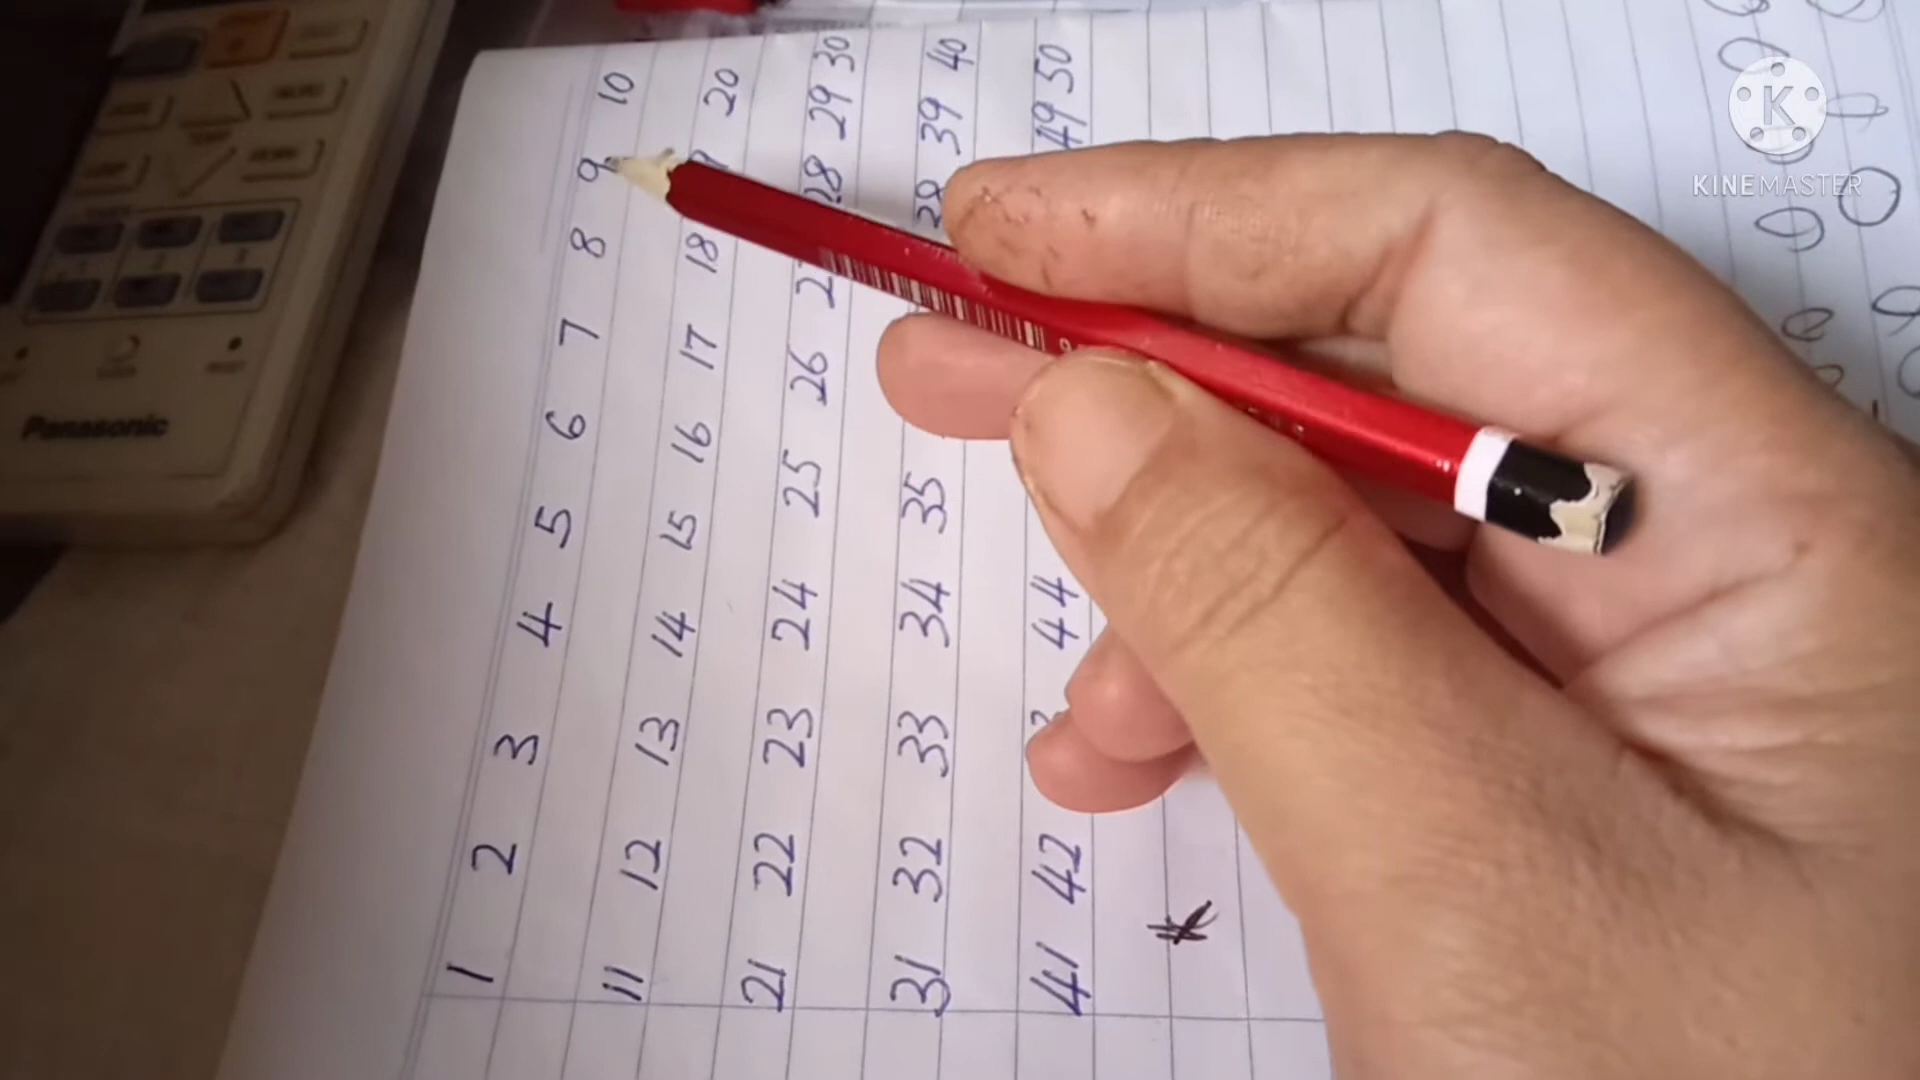 1 2 3 4 5 6 7 8 9 10
11 12 13 14 15 16 17 18 20
21 22 23 24 25 26 28 29 30
31 32 33 34 35 39 40
41 42 44 49 50
Panasonic
K
KINEMASTER